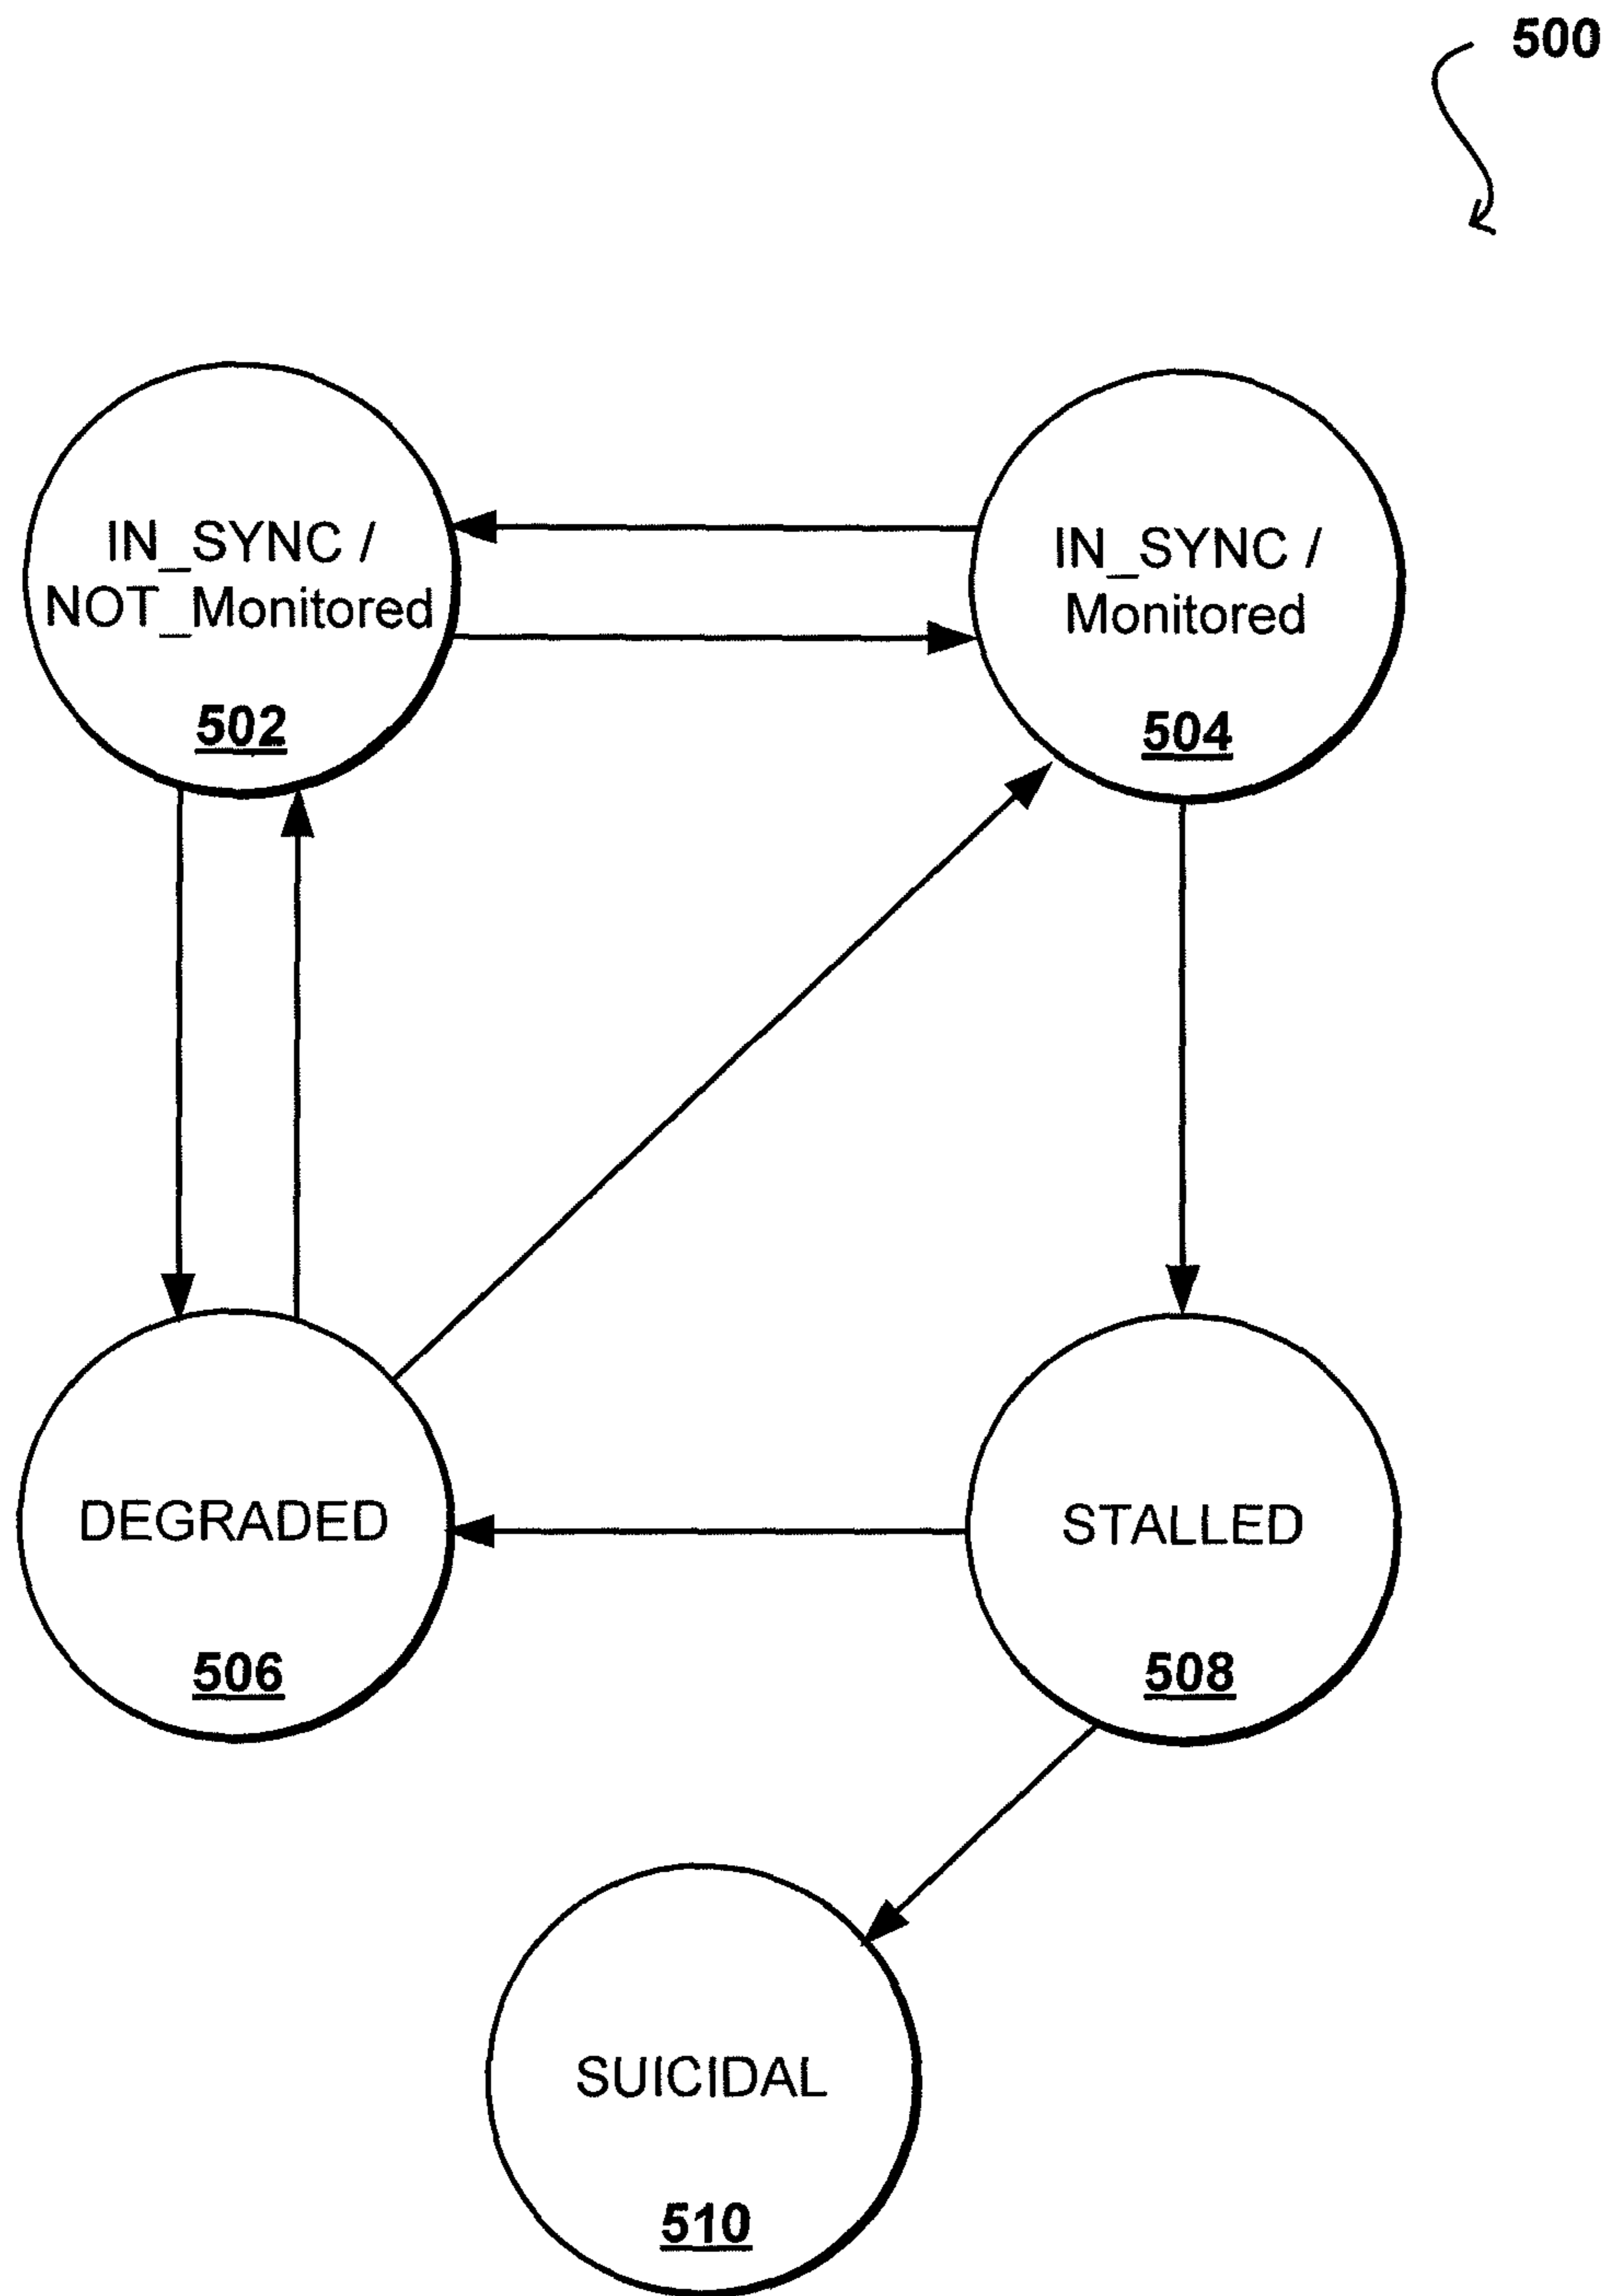 500
IN_SYNC /
NOT_Monitored
502
IN_SYNC /
Monitored
504
DEGRADED
506
STALLED
508
SUICIDAL
510